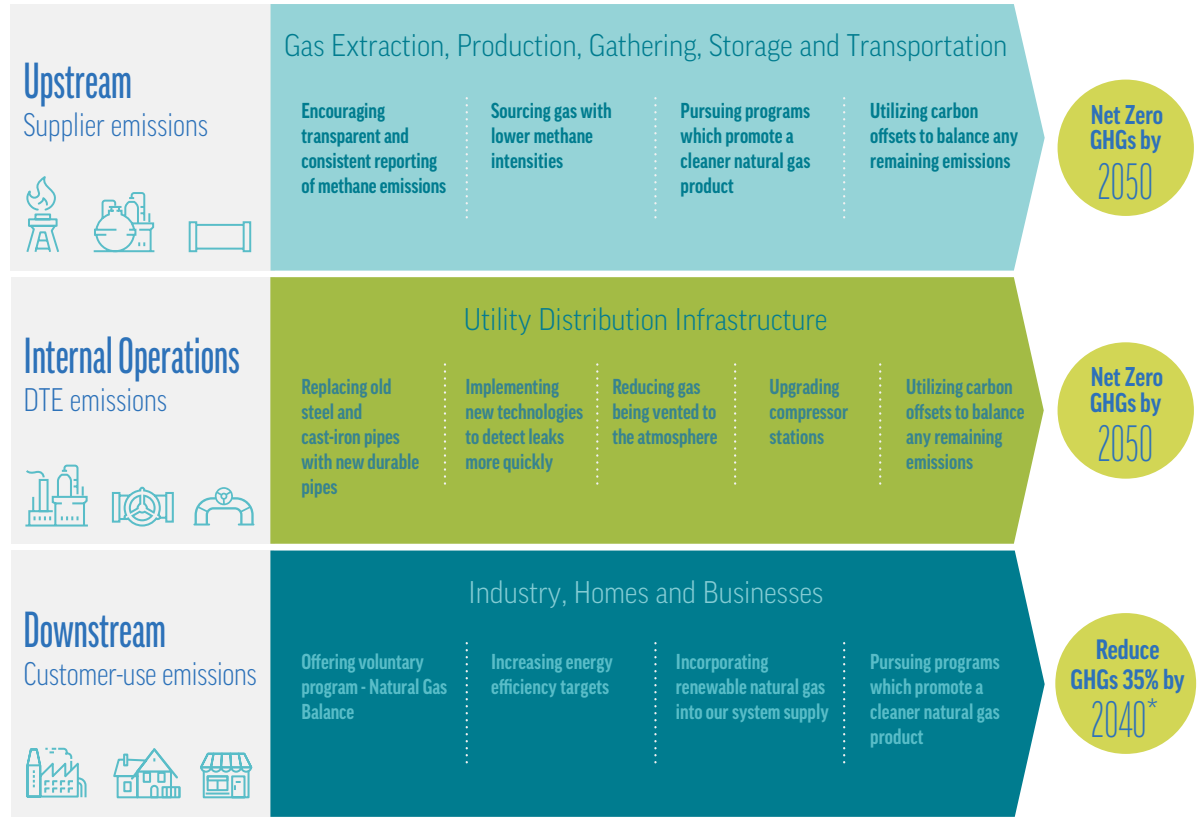 Upstream
Supplier emissions
Gas Extraction, Production, Gathering, Storage and Transportation
Encouraging
transparent and
consistent reporting
of methane emissions
Sourcing gas with
lower methane
intensities
Pursuing programs
which promote a
cleaner natural gas
product
Utilizing carbon
offsets to balance any
remaining emissions
Net Zero
GHGs by
2050
Internal Operations
DTE emissions
Utility Distribution Infrastructure
Replacing old
steel and
cast-iron pipes
with new durable
pipes
Implementing
new technologies
to detect leaks
more quickly
Reducing gas
being vented to
the atmosphere
Upgrading
compressor
stations
Utilizing carbon
offsets to balance
any remaining
emissions
Net Zero
GHGs by
2050
Downstream
Customer-use emissions
Industry, Homes and Businesses
Offering voluntary
program - Natural Gas
Balance
Increasing energy
efficiency targets
Incorporating
renewable natural gas
into our system supply
Pursuing programs
which promote a
cleaner natural gas
product
Reduce
GHGs 35% by
2040*